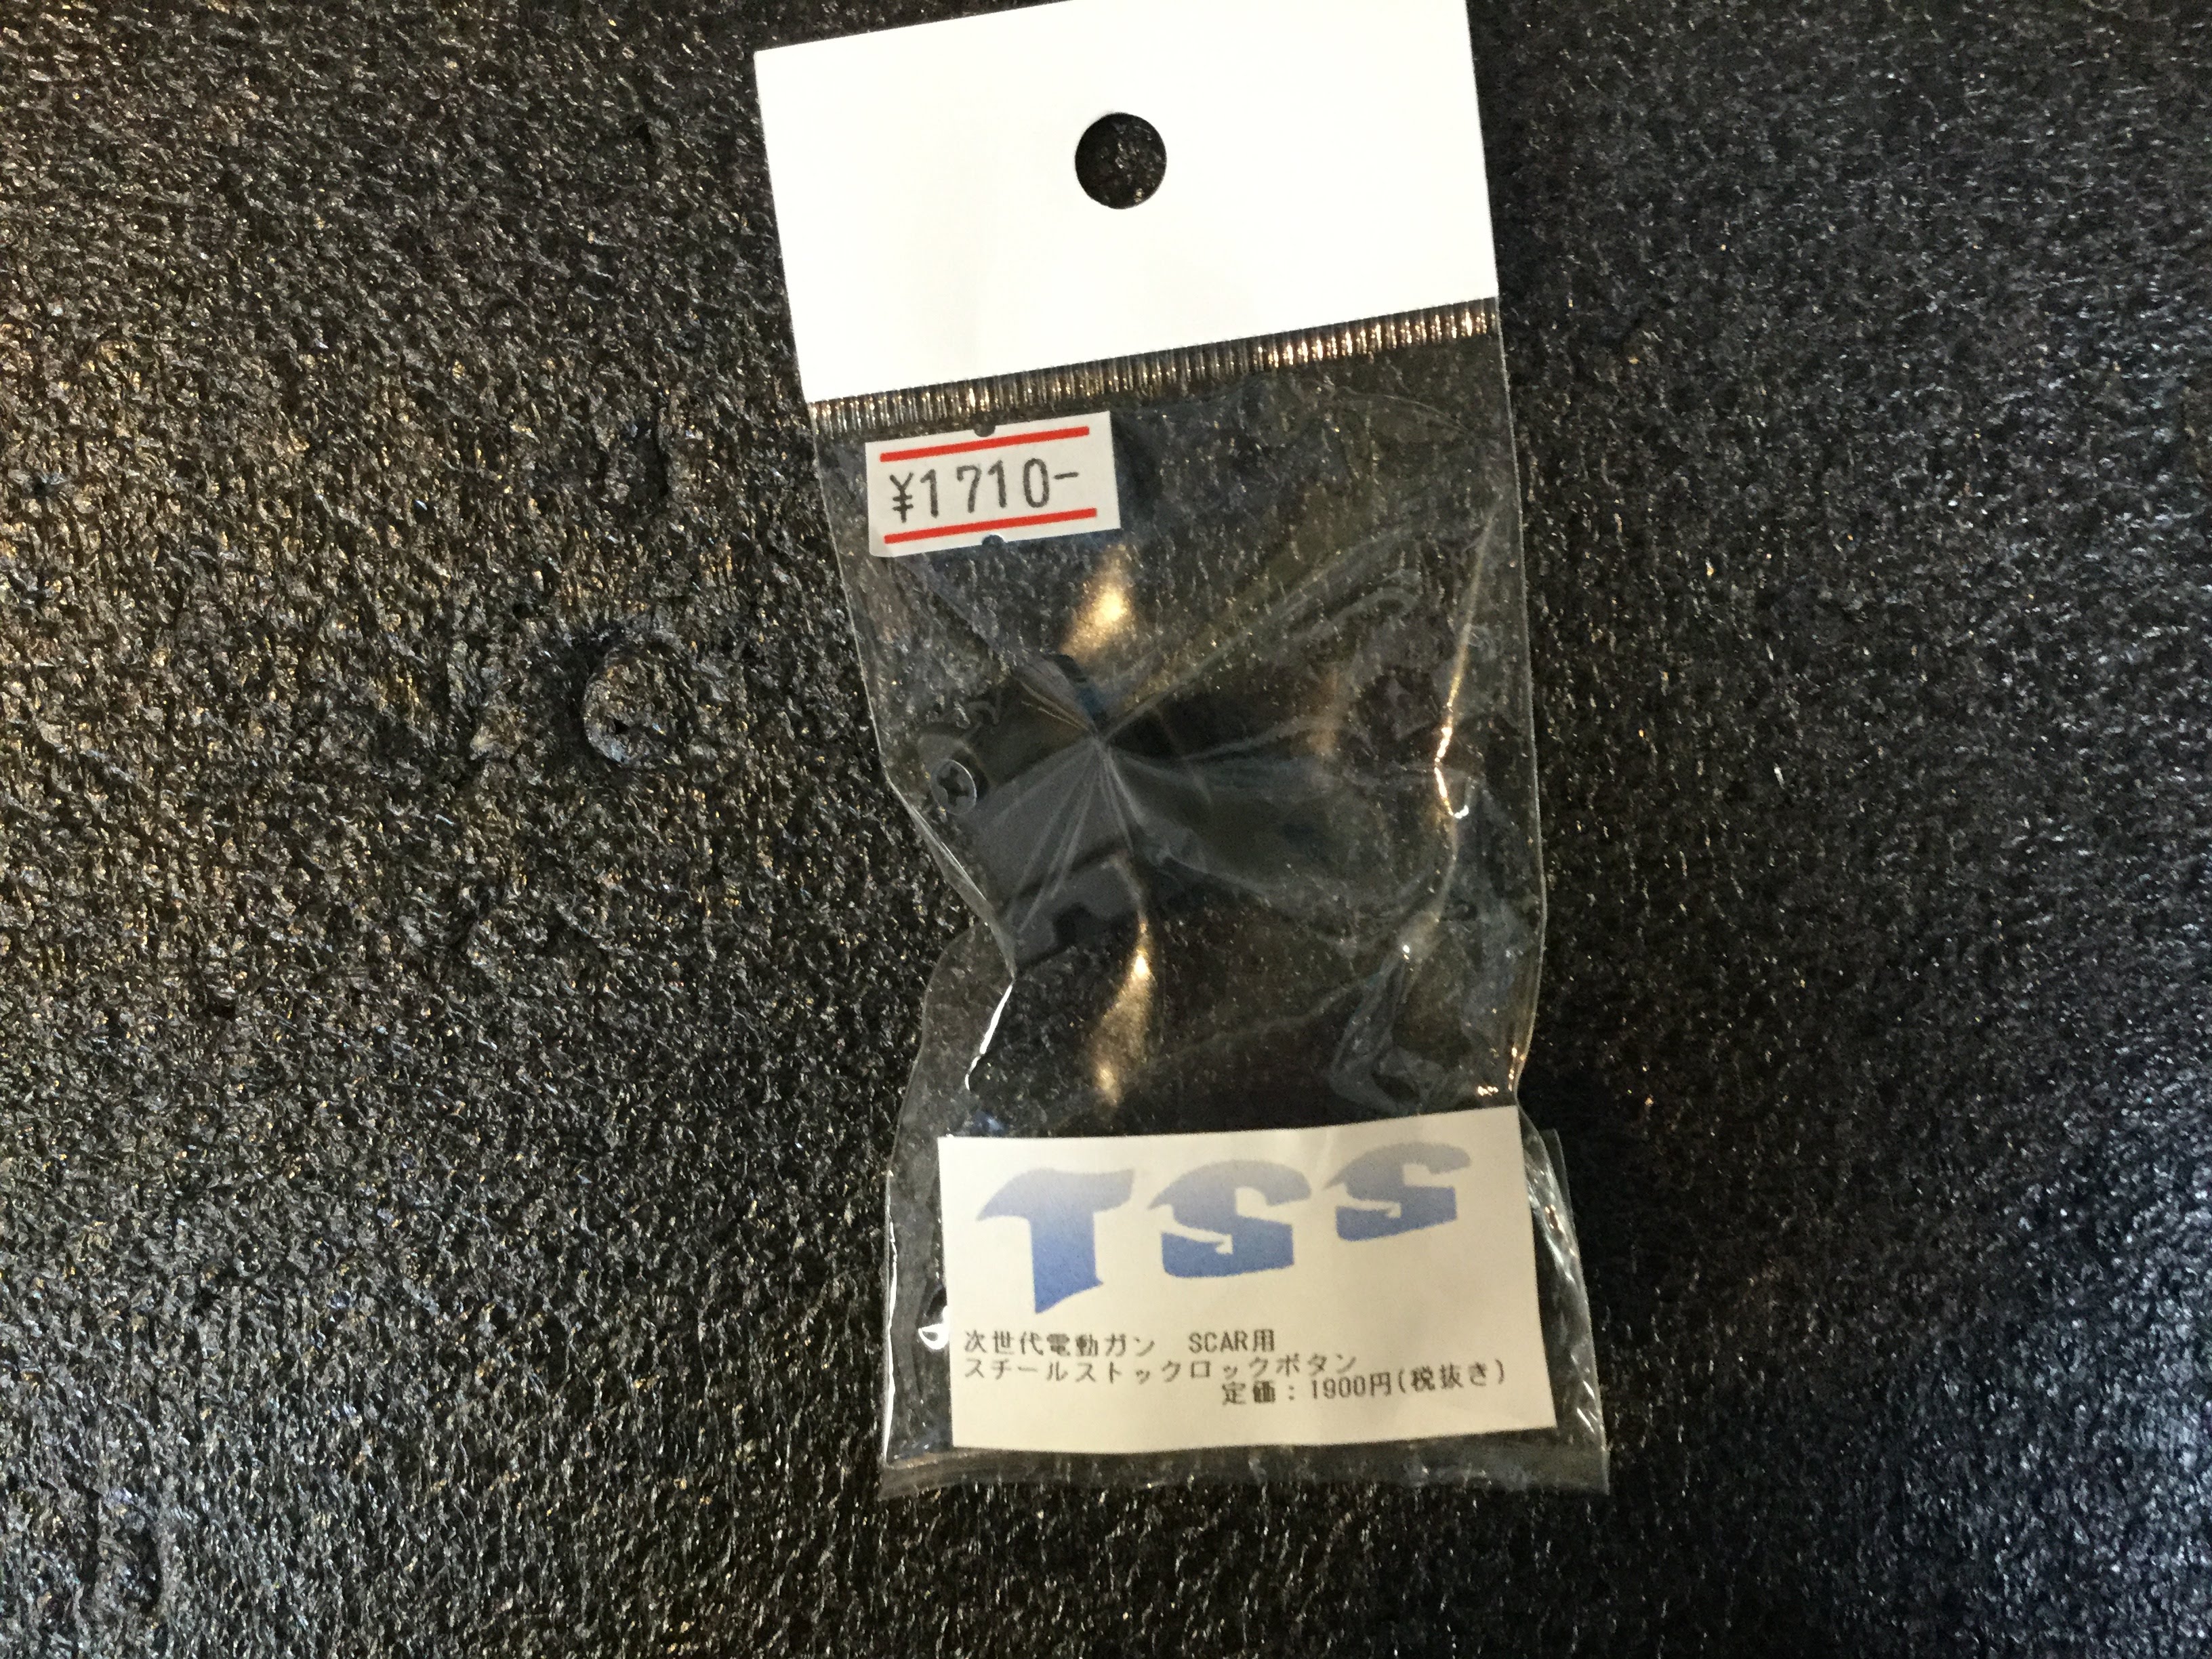 ¥1710-
TSS
次世代電動ガン　SCAR用
スチールストックロックボタン
定価：1900円(税抜き)